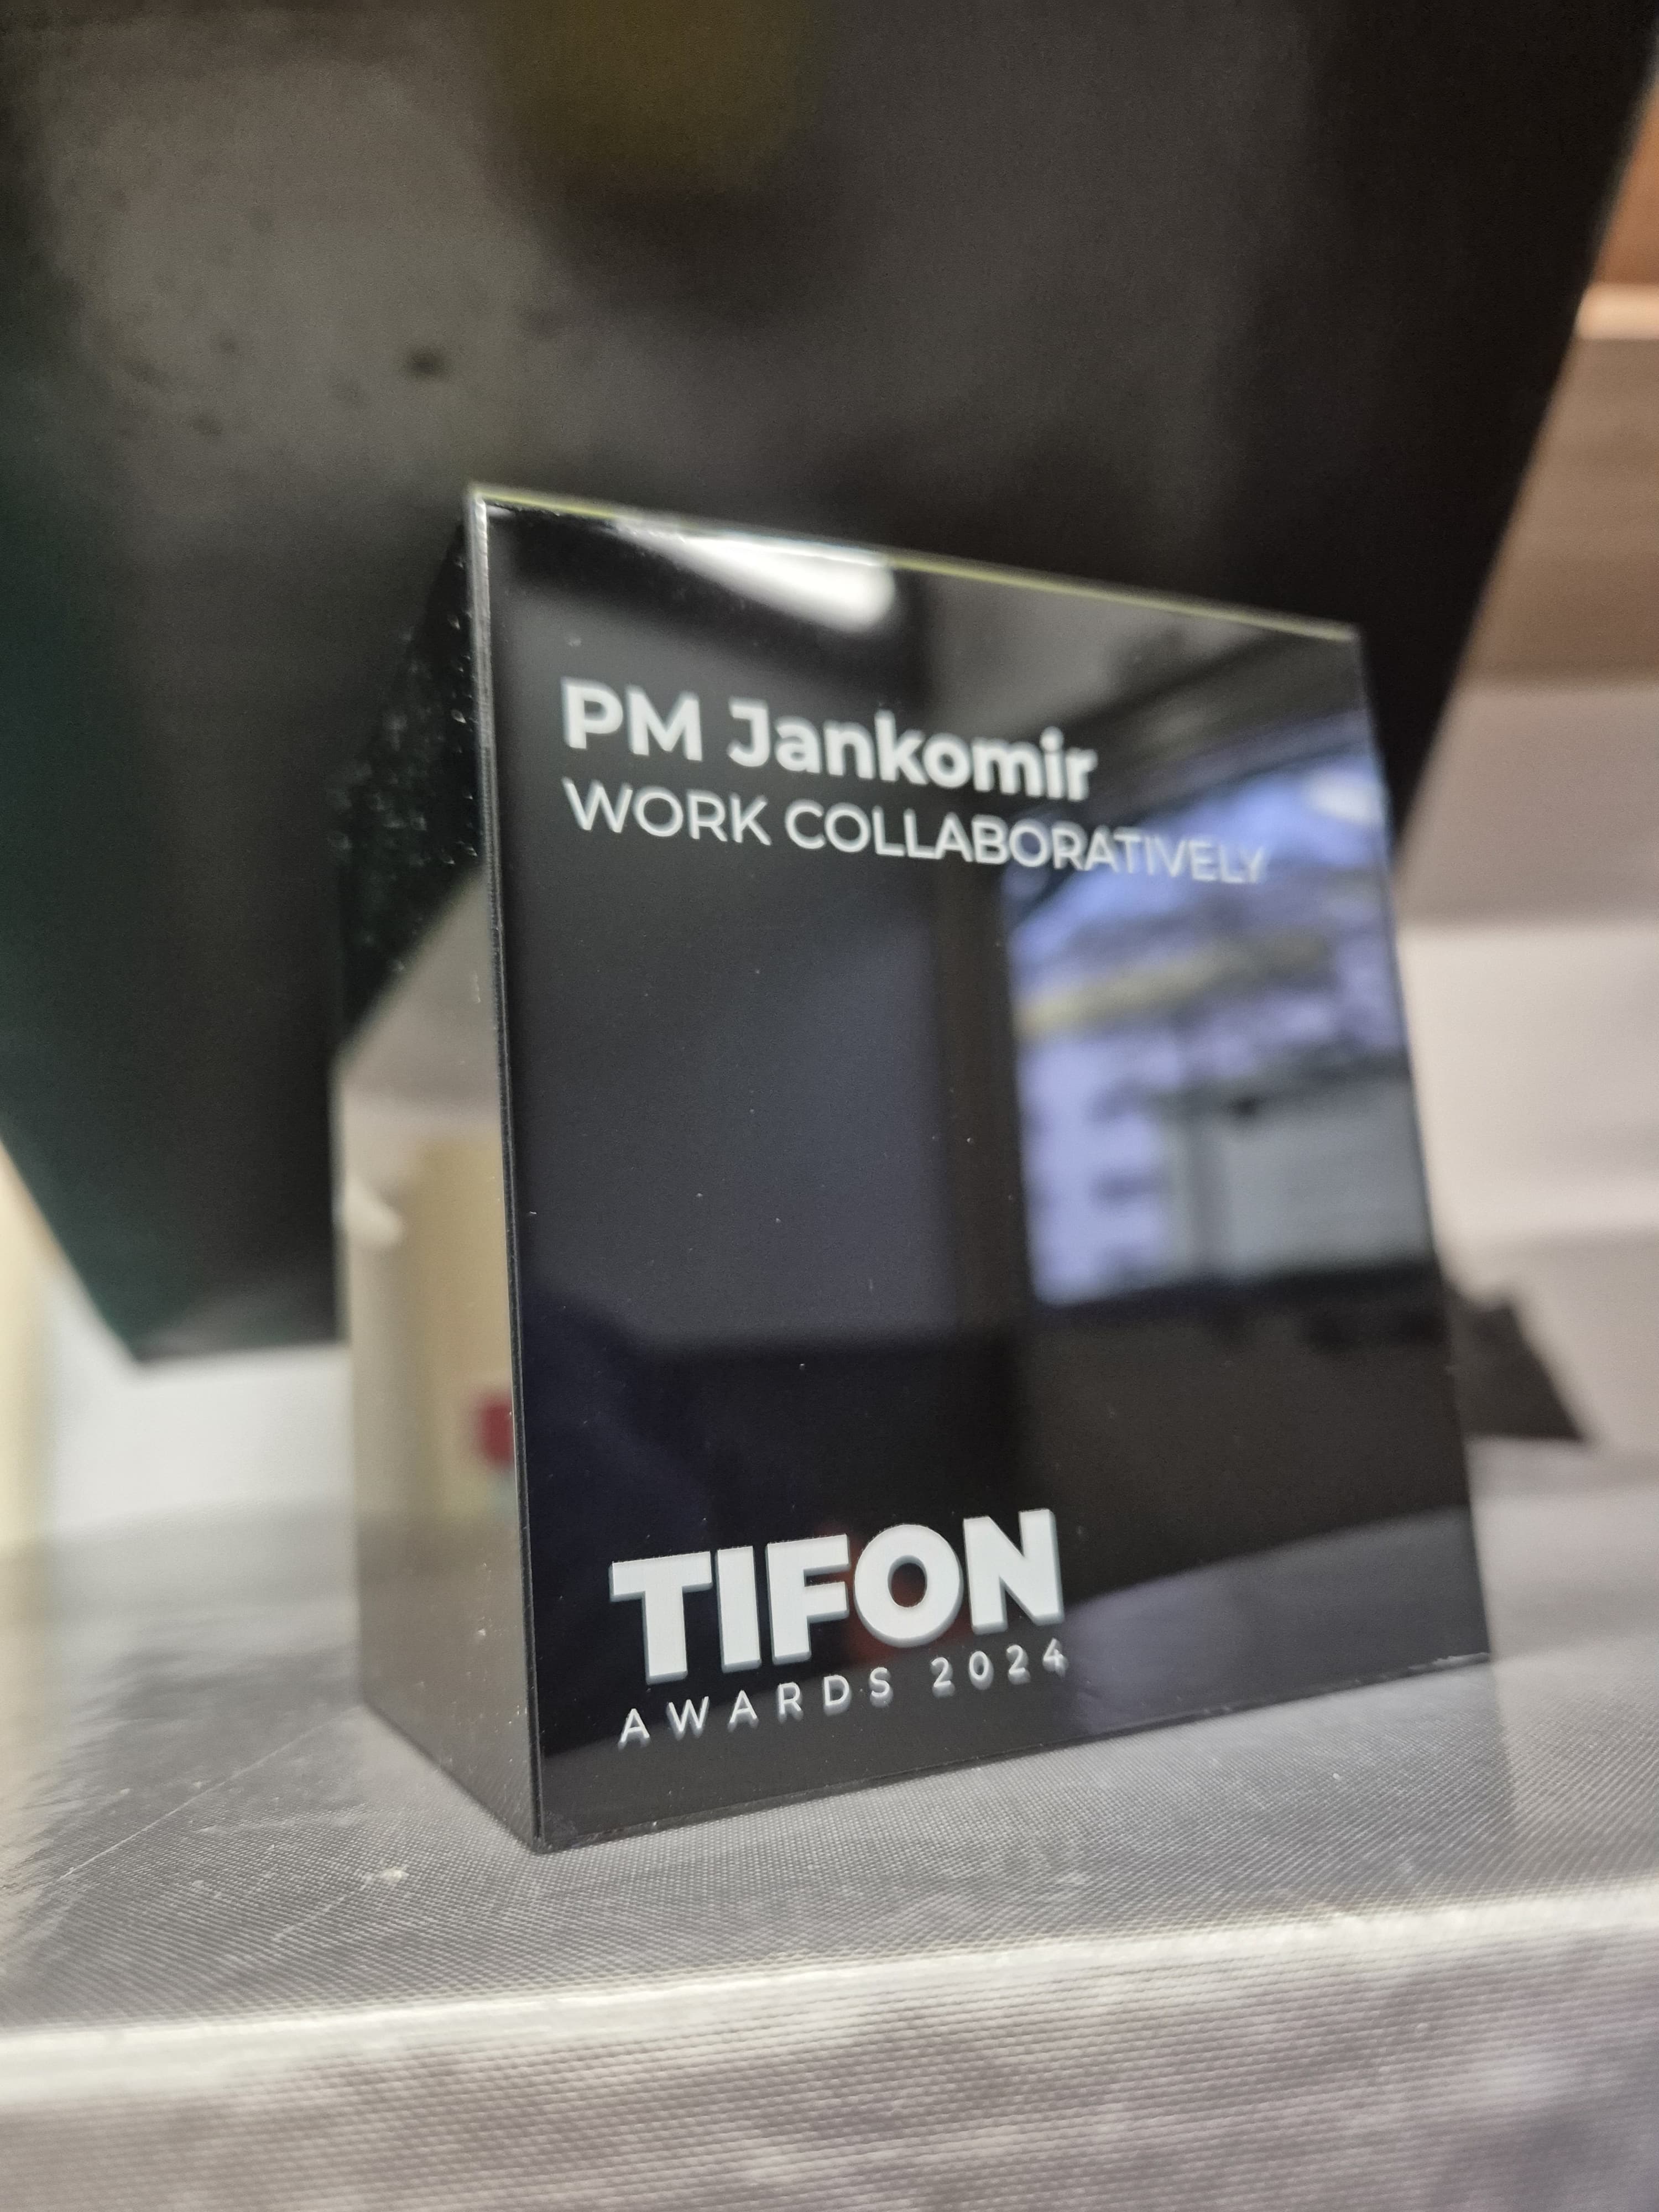 PM Jankomir
WORK COLLABORATIVELY
TIFON
AWARDS 2024